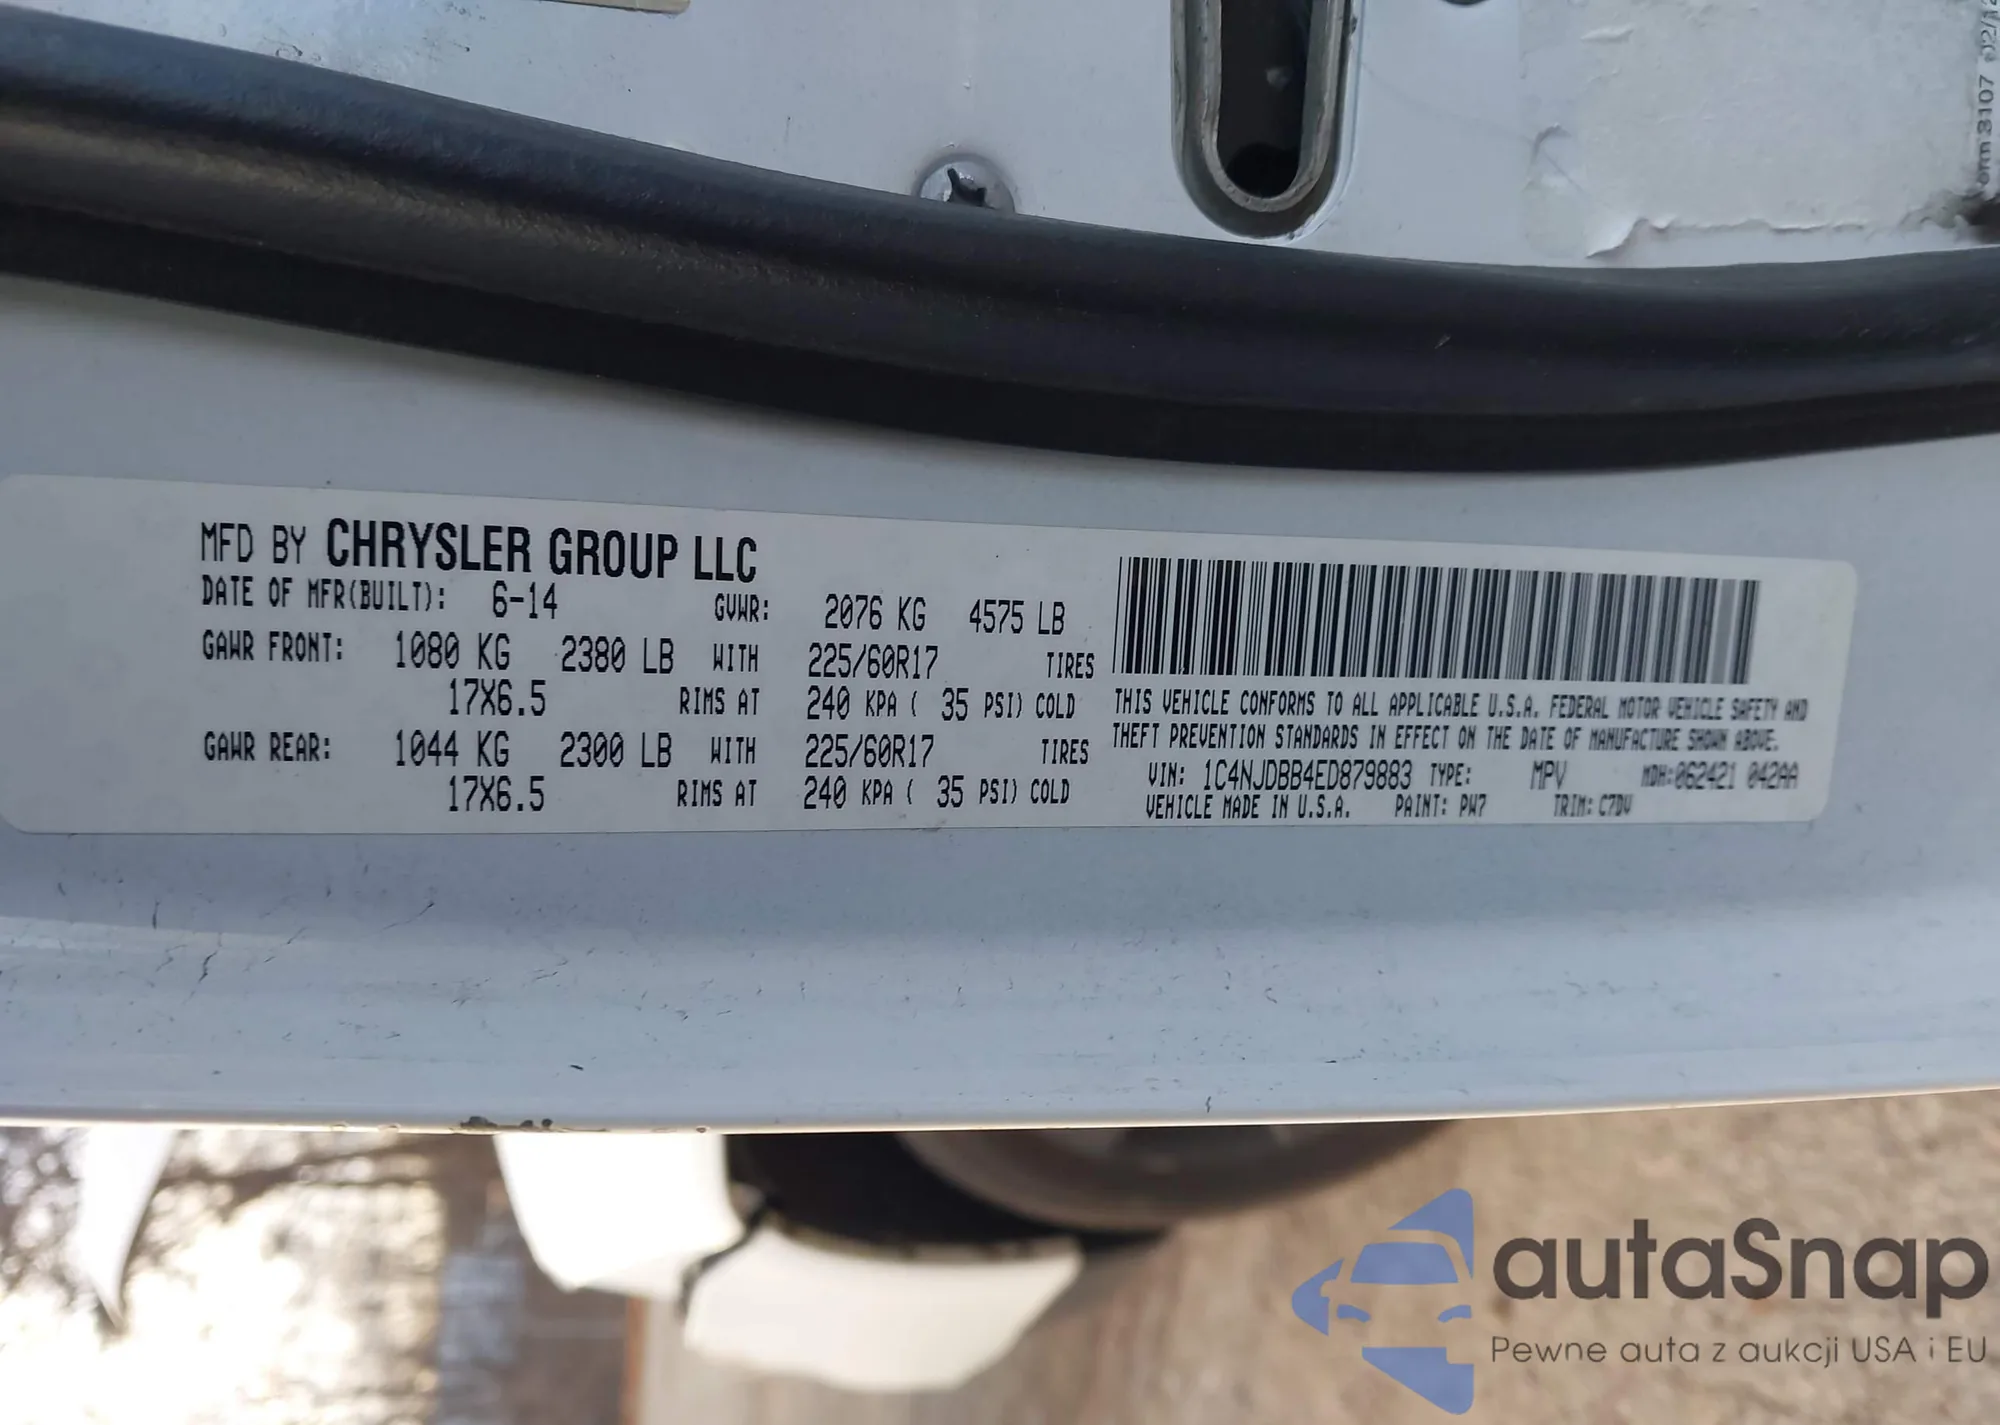 02/12
3107
MFD BY CHRYSLER GROUP LLC
DATE OF MFR(BUILT): 6-14 GVWR: 2076 KG 4575 LB
GAWR FRONT: 1080 KG 2380 LB WITH 225/60R17 TIRES
17X6.5 RIMS AT 240 KPA ( 35 PSI) COLD
GAWR REAR: 1044 KG 2300 LB WITH 225/60R17 TIRES
17X6.5 RIMS AT 240 KPA ( 35 PSI) COLD
THIS VEHICLE CONFORMS TO ALL APPLICABLE U.S.A. FEDERAL MOTOR VEHICLE SAFETY AND
THEFT PREVENTION STANDARDS IN EFFECT ON THE DATE OF MANUFACTURE SHOWN ABOVE.
VIN: 1C4NJDBB4ED879883 TYPE: MPV MDH:062421 042AA
VEHICLE MADE IN U.S.A. PAINT: PW7 TRIM: C7DV
autaSnap
Pewne auta z aukcji USA i EU